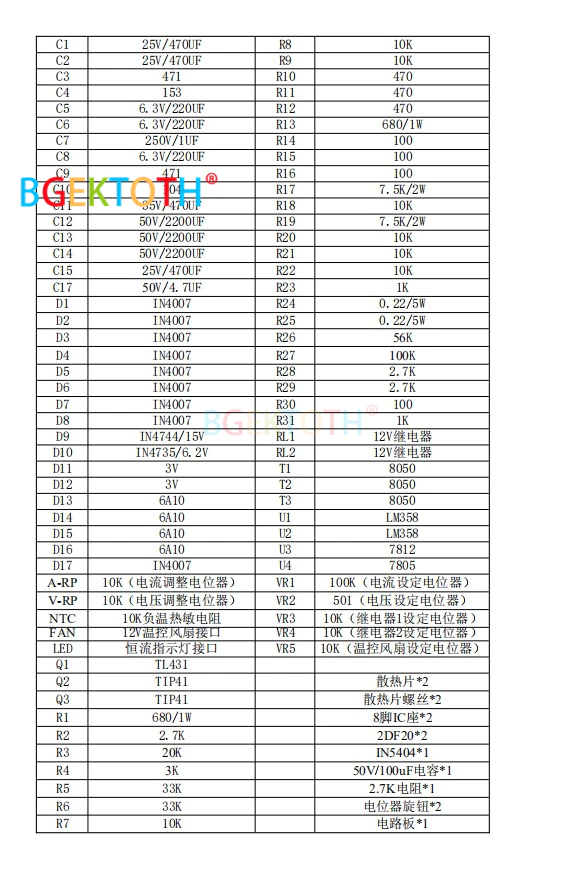 C1 25V/470UF R8 10K
C2 25V/470UF R9 10K
C3 471 R10 470
C4 153 R11 470
C5 6.3V/220UF R12 470
C6 6.3V/220UF R13 680/1W
C7 250V/1UF R14 100
C8 6.3V/220UF R15 100
C9 471 R16 100
BGEKTOTH®
C10 104 R17 7.5K/2W
C11 35V/470UF R18 10K
C12 50V/2200UF R19 7.5K/2W
C13 50V/2200UF R20 10K
C14 50V/2200UF R21 10K
C15 25V/470UF R22 10K
C17 50V/4.7UF R23 1K
D1 IN4007 R24 0.22/5W
D2 IN4007 R25 0.22/5W
D3 IN4007 R26 56K
D4 IN4007 R27 100K
D5 IN4007 R28 2.7K
D6 IN4007 R29 2.7K
D7 IN4007 R30 100
D8 IN4007 R31 1K
BGEKTOTH®
D9 IN4744/15V RL1 12V继电器
D10 IN4735/6.2V RL2 12V继电器
D11 3V T1 8050
D12 3V T2 8050
D13 6A10 T3 8050
D14 6A10 U1 LM358
D15 6A10 U2 LM358
D16 6A10 U3 7812
D17 IN4007 U4 7805
A-RP 10K（电流调整电位器） VR1 100K（电流设定电位器）
V-RP 10K（电压调整电位器） VR2 501（电压设定电位器）
NTC 10K负温热敏电阻 VR3 10K（继电器1设定电位器）
FAN 12V温控风扇接口 VR4 10K（继电器2设定电位器）
LED 恒流指示灯接口 VR5 10K（温控风扇设定电位器）
Q1 TL431
Q2 TIP41 散热片*2
Q3 TIP41 散热片螺丝*2
R1 680/1W 8脚IC座*2
R2 2.7K 2DF20*2
R3 20K IN5404*1
R4 3K 50V/100uF电容*1
R5 33K 2.7K电阻*1
R6 33K 电位器旋钮*2
R7 10K 电路板*1